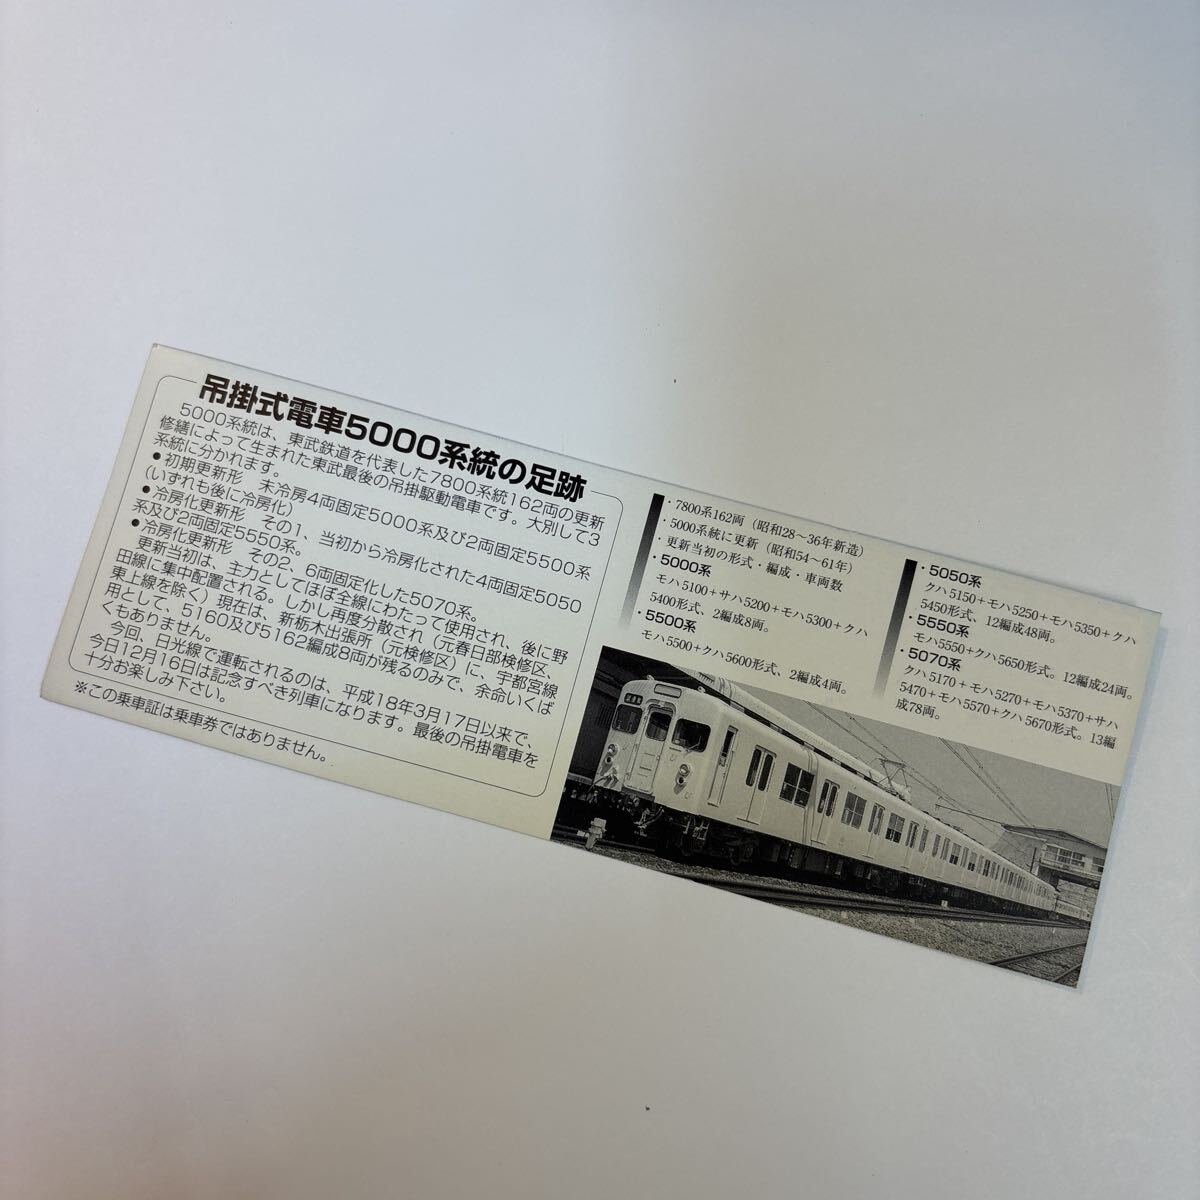 吊掛式電車5000系統の足跡
5000系統は、東武鉄道を代表した7800系統162両の更新
修繕によって生まれた東武最後の吊掛駆動電車です。大別して3
系統に分かれます。
●初期更新形　未冷房4両固定5000系及び2両固定5500系
(いずれも後に冷房化)
●冷房化更新形　その1、当初から冷房化された4両固定5050
系及び2両固定5550系。
●冷房化更新形　その2、6両固定化した5070系。
更新当初は、主力としてほぼ全線にわたって使用され、後に野
田線に集中配置される。しかし再度分散され（元春日部検修区、
東上線を除く）現在は、新栃木出張所（元検修区）に、宇都宮線
用として、5160及び5162編成8両が残るのみで、余命いくば
くもありません。
今回、日光線で運転されるのは、平成18年3月17日以来で、
今日12月16日は記念すべき列車になります。最後の吊掛電車を
十分お楽しみ下さい。
※この乗車証は乗車券ではありません。
・7800系162両（昭和28～36年新造）
・5000系統に更新（昭和54～61年）
・更新当初の形式・編成・車両数
・5000系
モハ5100＋サハ5200＋モハ5300＋クハ
5400形式、2編成8両。
・5500系
モハ5500＋クハ5600形式、2編成4両。
・5050系
クハ5150＋モハ5250＋モハ5350＋クハ
5450形式、12編成48両。
・5550系
モハ5550＋クハ5650形式。12編成24両。
・5070系
クハ5170＋モハ5270＋モハ5370＋サハ
5470＋モハ5570＋クハ5670形式。13編
成78両。